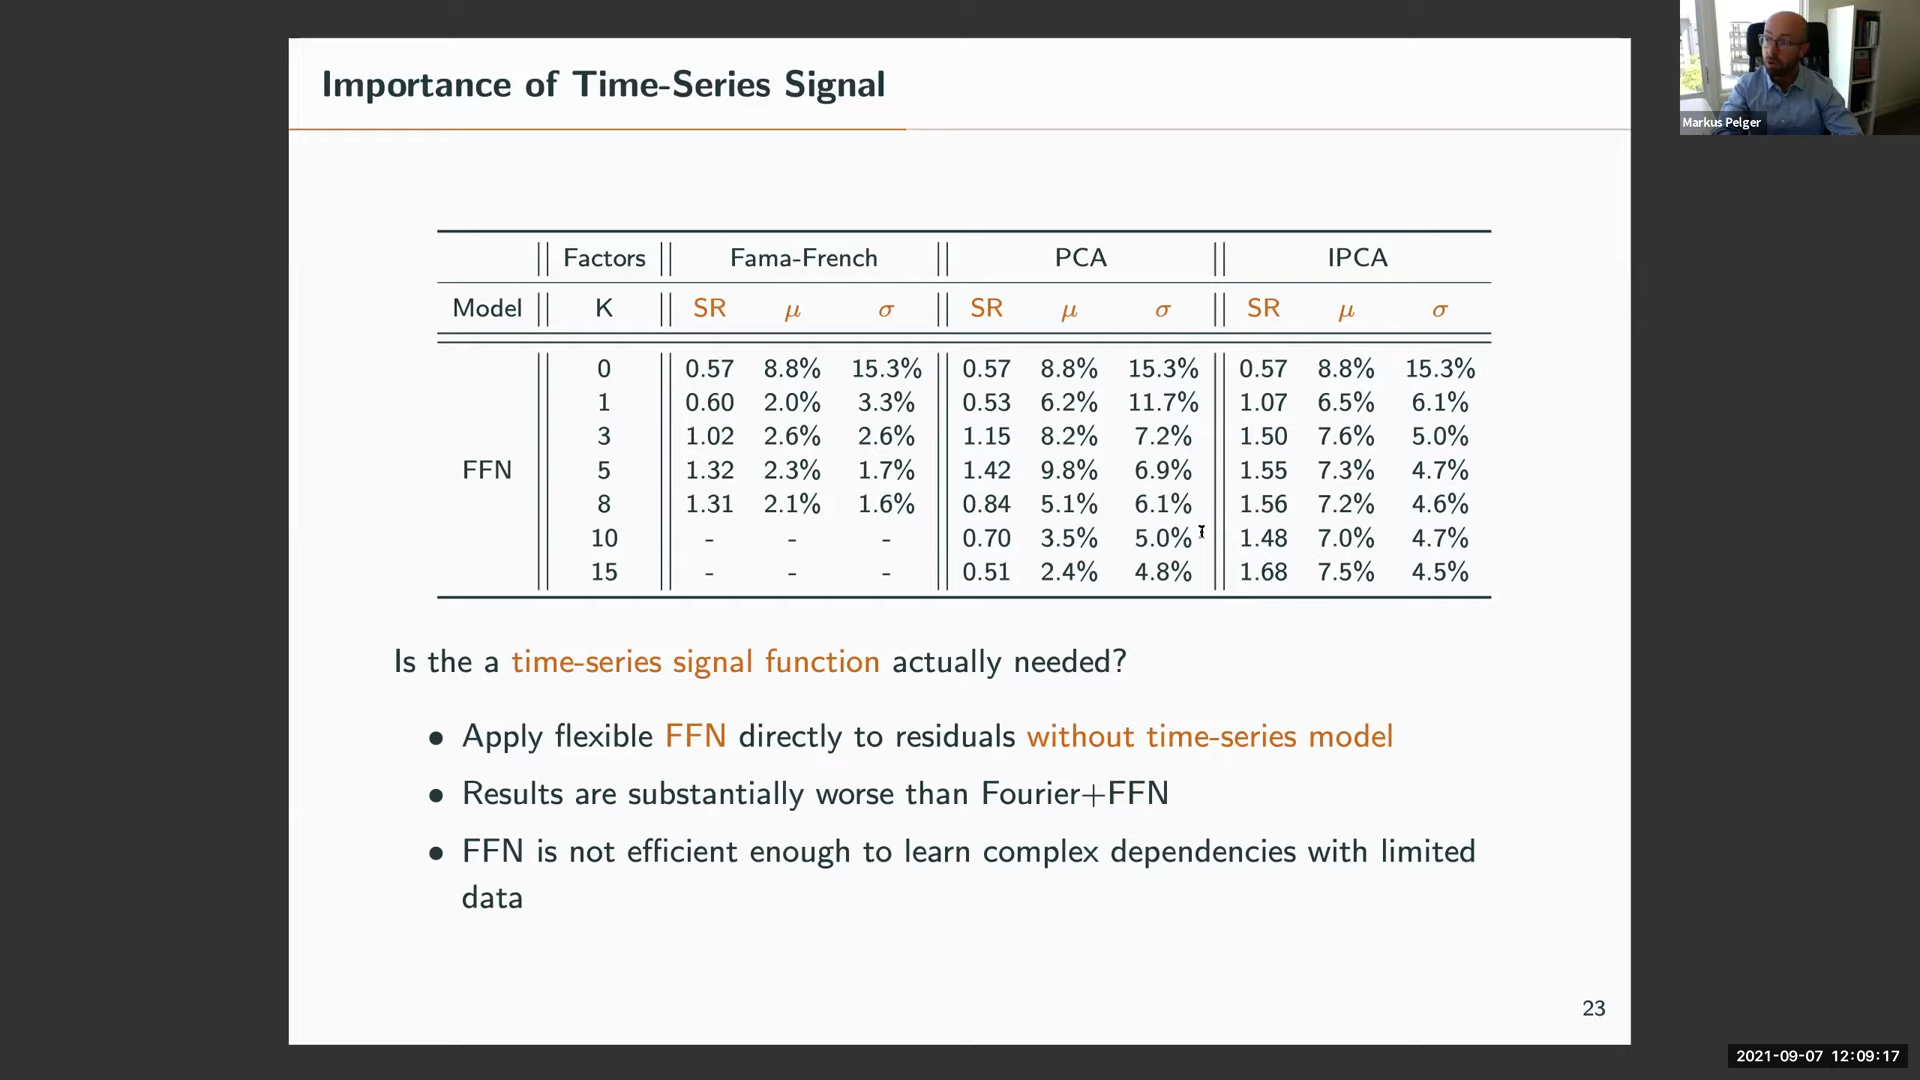 Importance of Time-Series Signal
Markus Pelger
Factors Fama-French PCA IPCA
Model K SR μ σ SR μ σ SR μ σ
0 0.57 8.8% 15.3% 0.57 8.8% 15.3% 0.57 8.8% 15.3%
1 0.60 2.0% 3.3% 0.53 6.2% 11.7% 1.07 6.5% 6.1%
3 1.02 2.6% 2.6% 1.15 8.2% 7.2% 1.50 7.6% 5.0%
FFN 5 1.32 2.3% 1.7% 1.42 9.8% 6.9% 1.55 7.3% 4.7%
8 1.31 2.1% 1.6% 0.84 5.1% 6.1% 1.56 7.2% 4.6%
10 - - - 0.70 3.5% 5.0% 1.48 7.0% 4.7%
15 - - - 0.51 2.4% 4.8% 1.68 7.5% 4.5%
Is the a time-series signal function actually needed?
• Apply flexible FFN directly to residuals without time-series model
• Results are substantially worse than Fourier+FFN
• FFN is not efficient enough to learn complex dependencies with limited
data
23
2021-09-07 12:09:17